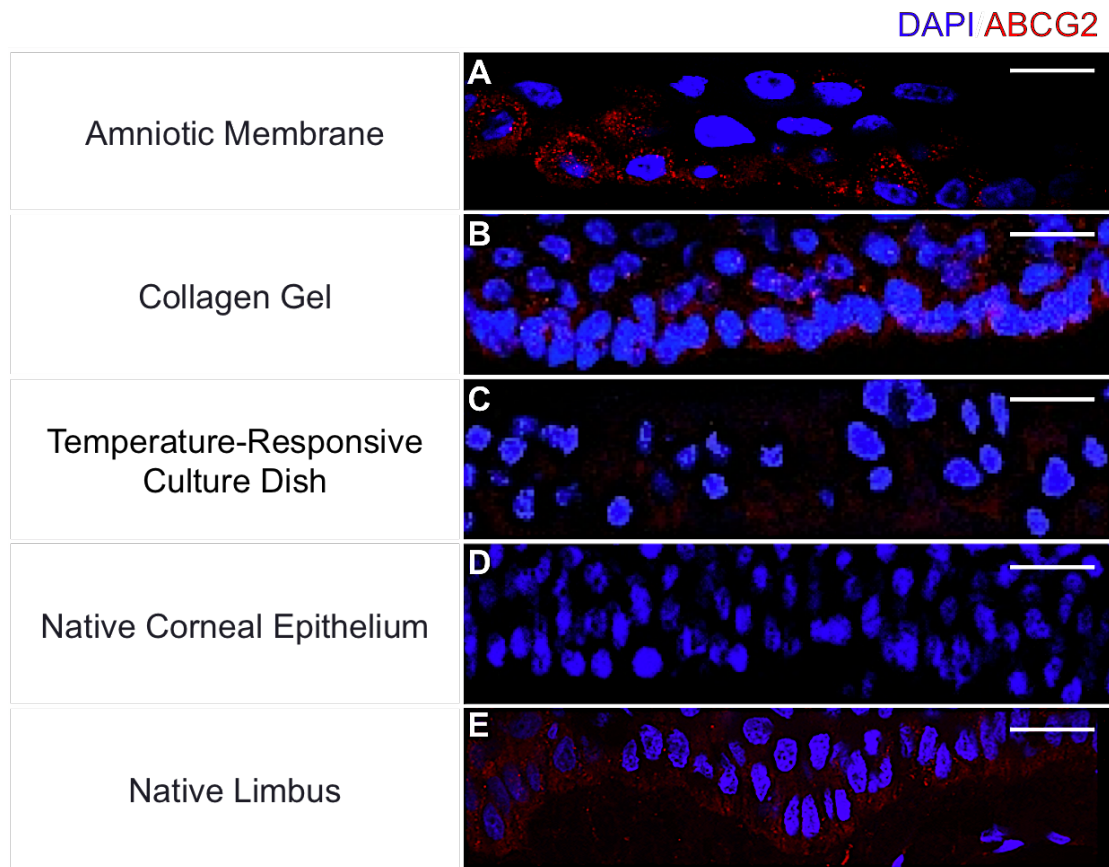 DAPI/ABCG2
A
Amniotic Membrane
B
Collagen Gel
C
Temperature-Responsive
Culture Dish
D
Native Corneal Epithelium
E
Native Limbus